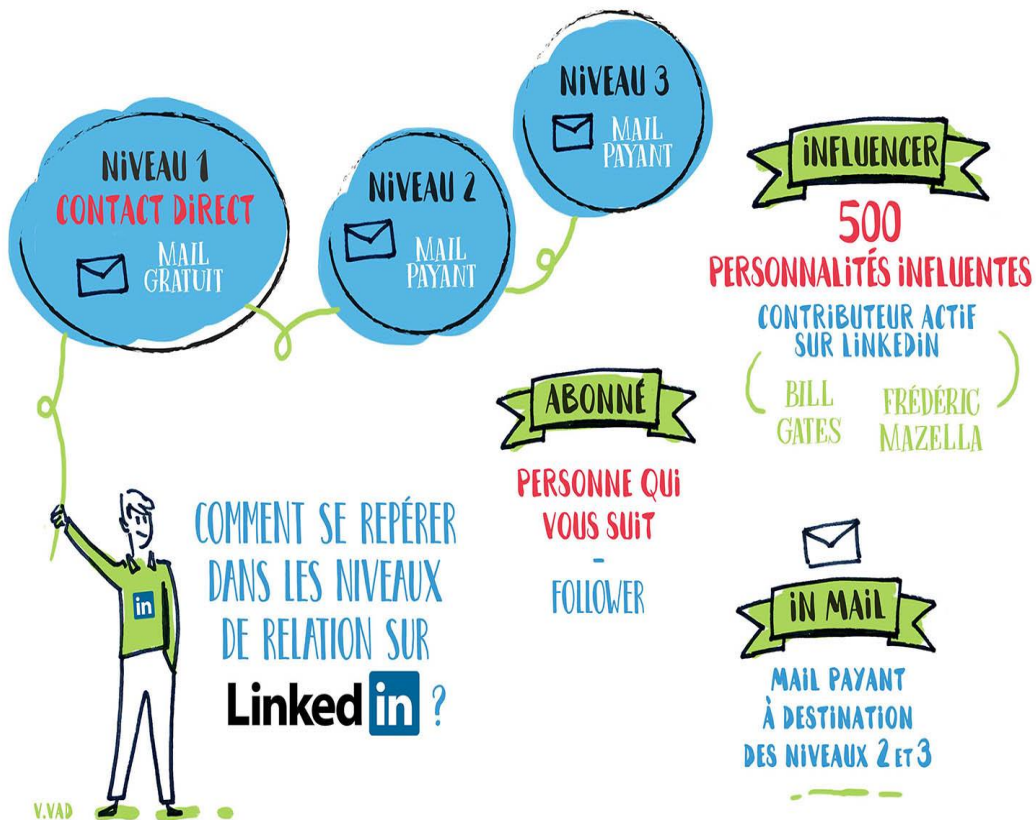 NiVEAU 1
CONTACT DiRECT
MAIL
GRATUIT
NiVEAU 2
MAIL
PAYANT
NiVEAU 3
MAIL
PAYANT
iNFLUENCER
500
PERSONNALiTÉS iNFLUENTES
CONTRiBUTEUR ACTiF
SUR LiNKEDiN
BILL
GATES
FRÉDÉRIC
MAZELLA
ABONNÉ
PERSONNE QUi
VOUS SUiT
-
FOLLOWER
iN MAiL
MAiL PAYANT
À DESTiNATiON
DES NiVEAUX 2 ET 3
COMMENT SE REPÉRER
DANS LES NIVEAUX
DE RELATION SUR
Linked in ?
in
V.VAD